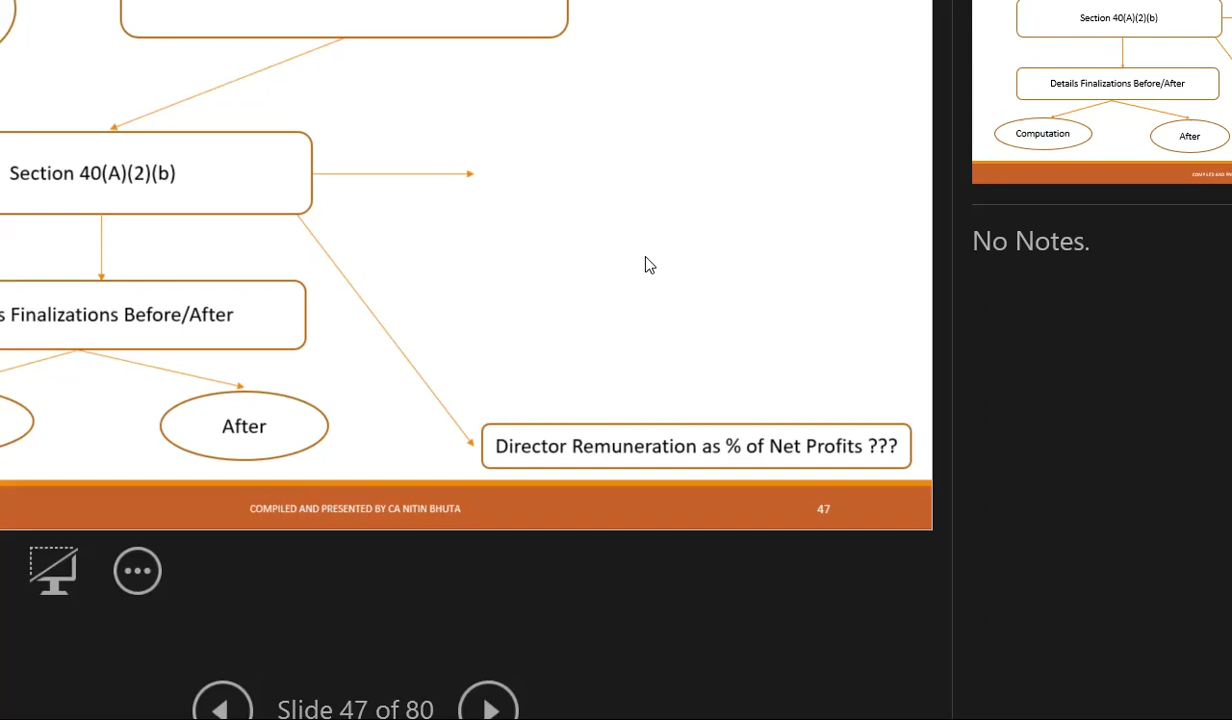 Section 40(A)(2)(b)
s Finalizations Before/After
After
Director Remuneration as % of Net Profits ???
COMPILED AND PRESENTED BY CA NITIN BHUTA
47
Slide 47 of 80
Section 40(A)(2)(b)
Details Finalizations Before/After
Computation
After
No Notes.